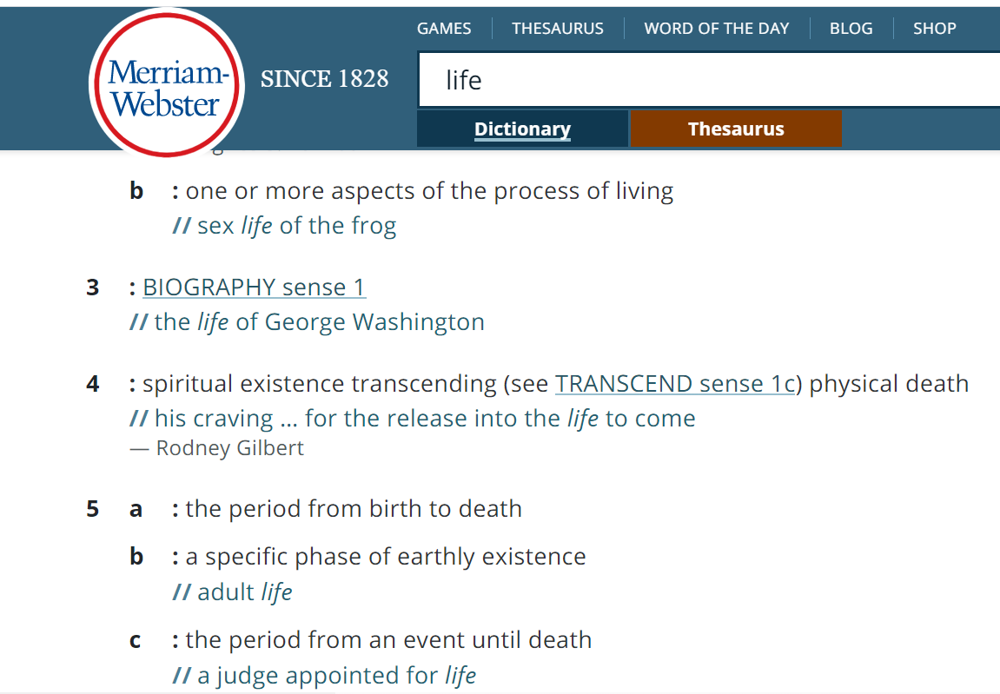 GAMES THESAURUS WORD OF THE DAY BLOG SHOP
Merriam-
Webster
SINCE 1828
life
Dictionary Thesaurus
b : one or more aspects of the process of living
// sex life of the frog
3 : BIOGRAPHY sense 1
// the life of George Washington
4 : spiritual existence transcending (see TRANSCEND sense 1c) physical death
// his craving ... for the release into the life to come
— Rodney Gilbert
5 a : the period from birth to death
b : a specific phase of earthly existence
// adult life
c : the period from an event until death
// a judge appointed for life